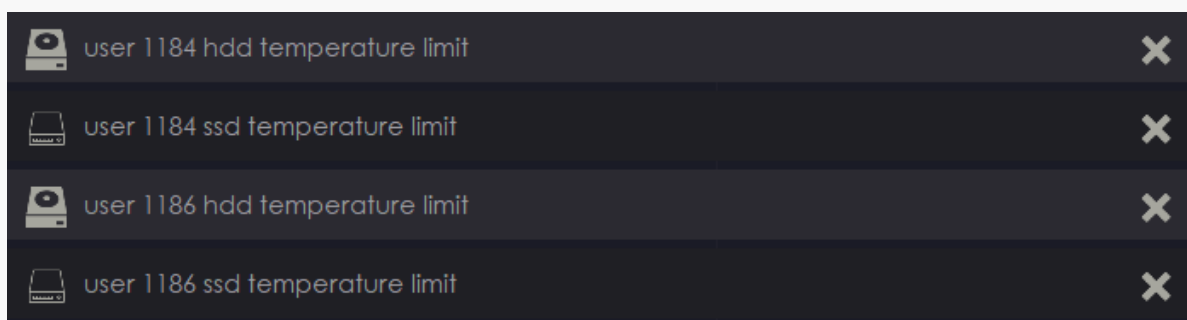 user 1184 hdd temperature limit
user 1184 ssd temperature limit
user 1186 hdd temperature limit
user 1186 ssd temperature limit